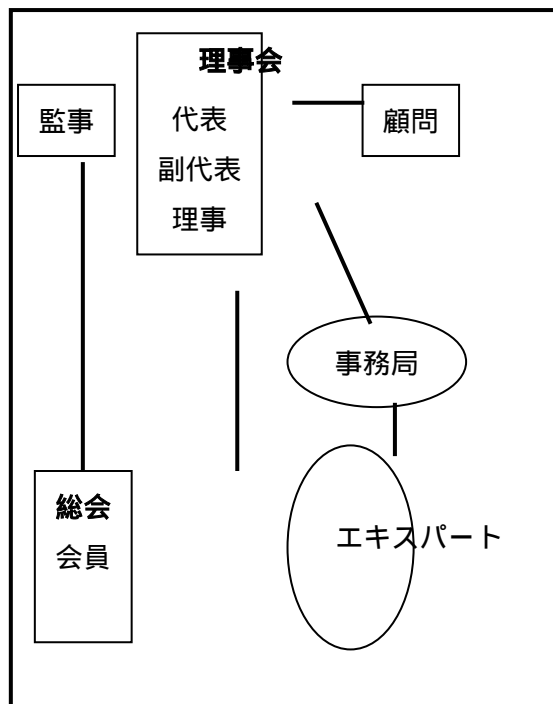 理事会
監事
代表
副代表
理事
顧問
事務局
総会
会員
エキスパート